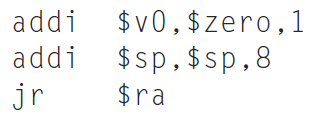 addi $v0,$zero,1
addi $sp,$sp,8
jr $ra